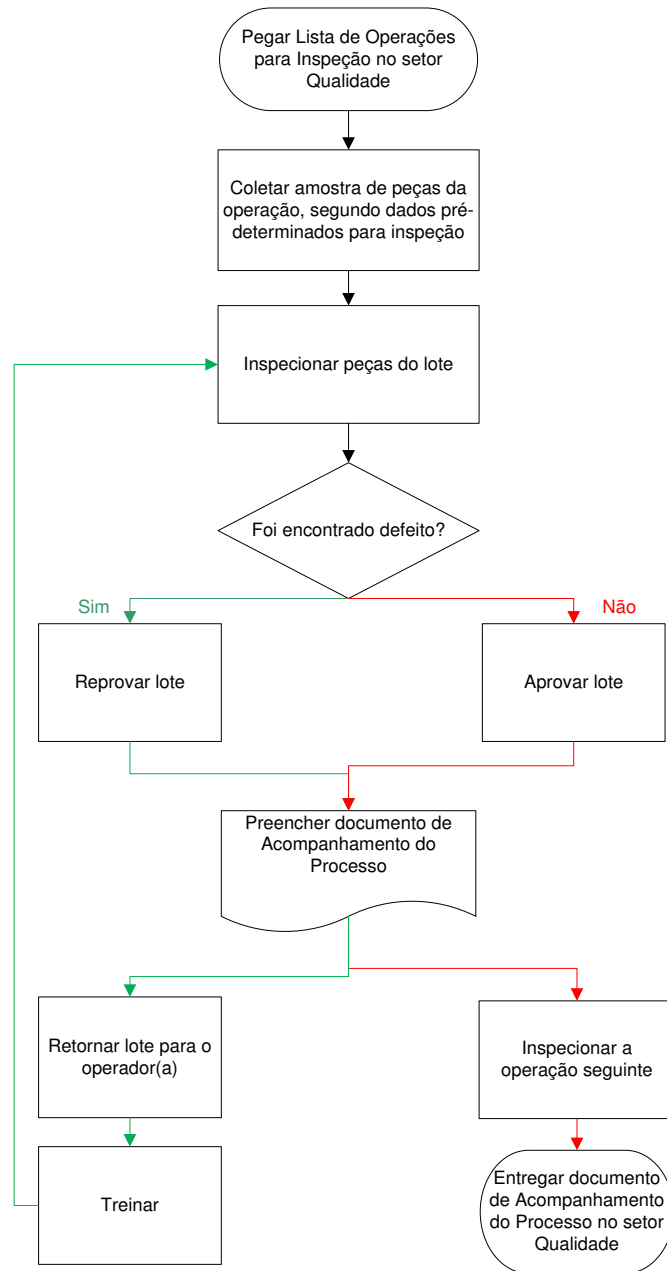 Pegar Lista de Operações
para Inspeção no setor
Qualidade
Coletar amostra de peças da
operação, segundo dados pré-
determinados para inspeção
Inspecionar peças do lote
Foi encontrado defeito?
Sim
Não
Reprovar lote
Aprovar lote
Preencher documento de
Acompanhamento do
Processo
Retornar lote para o
operador(a)
Inspecionar a
operação seguinte
Treinar
Entregar documento
de Acompanhamento
do Processo no setor
Qualidade